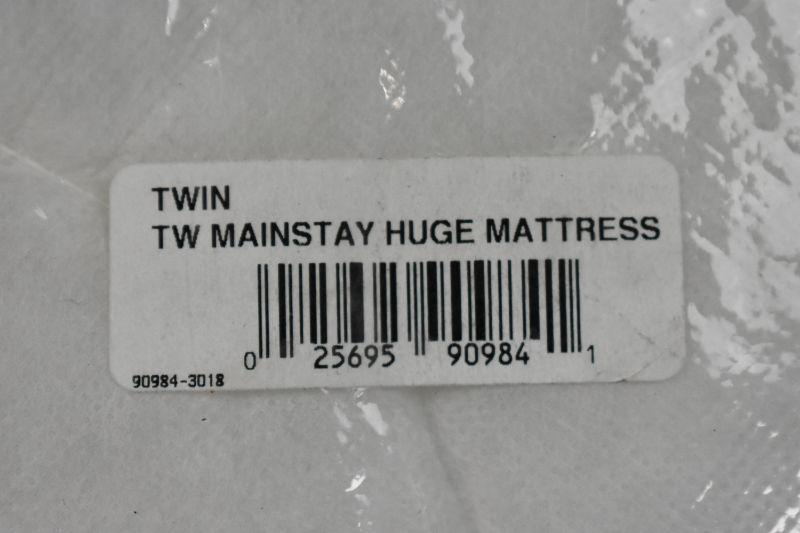 TWIN
TW MAINSTAY HUGE MATTRESS
0 25695 90984 1
90984-3018